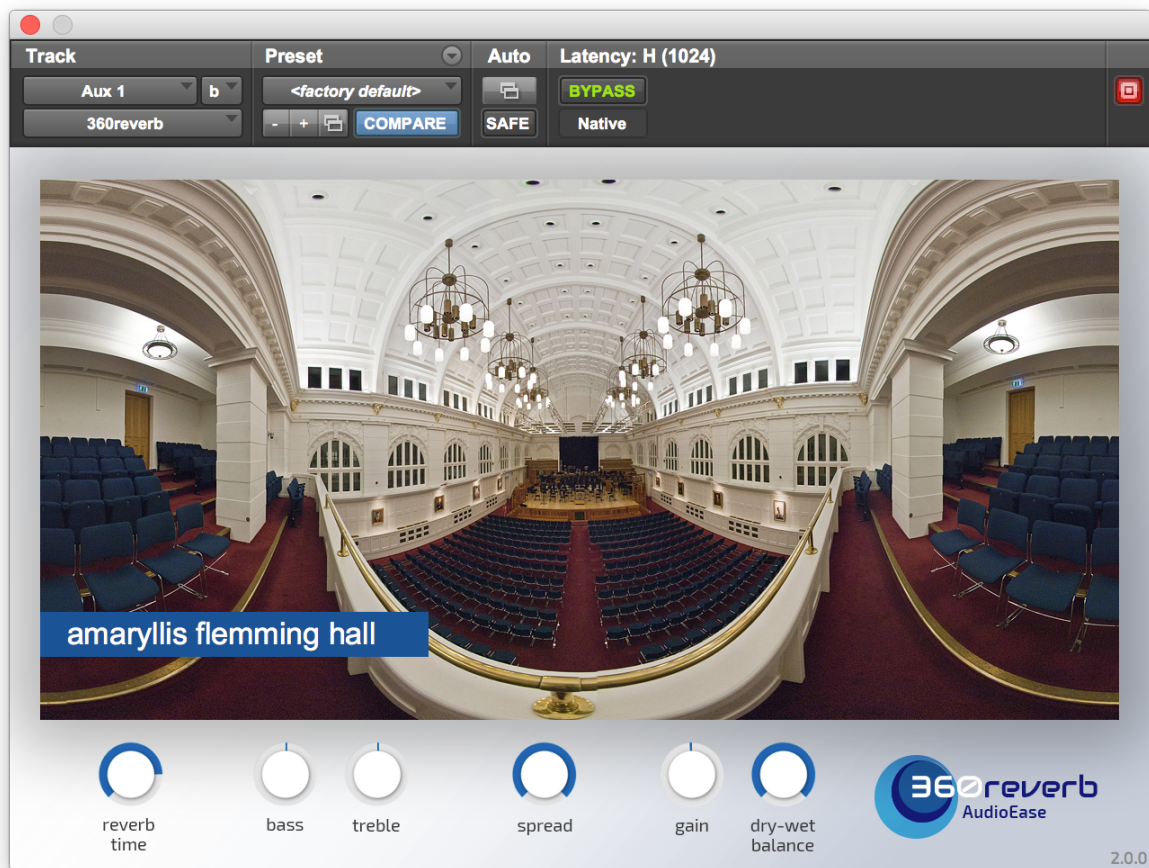 Track
Preset
Auto
Latency: H (1024)
Aux 1
b
<factory default>
BYPASS
360reverb
-
+
COMPARE
SAFE
Native
amaryllis flemming hall
reverb
time
bass
treble
spread
gain
dry-wet
balance
360reverb
AudioEase
2.0.0